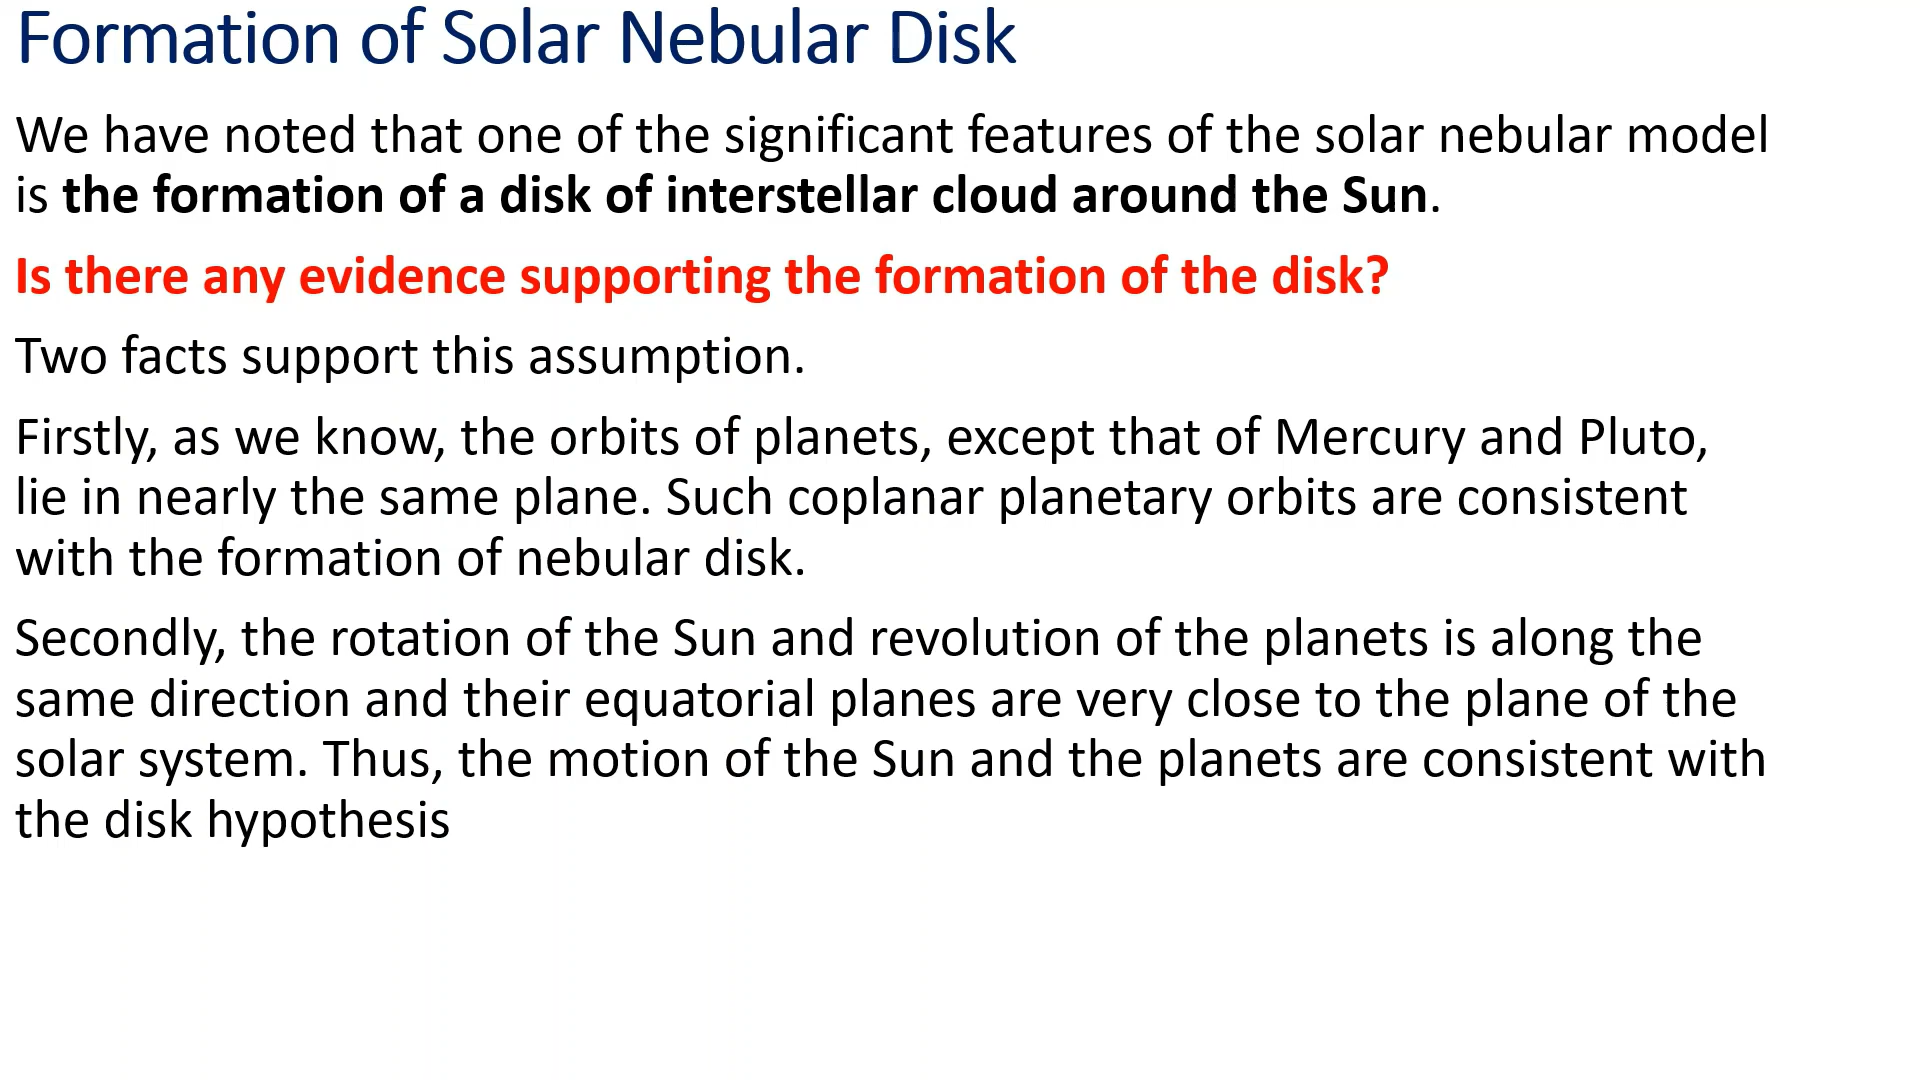 Formation of Solar Nebular Disk
We have noted that one of the significant features of the solar nebular model
is the formation of a disk of interstellar cloud around the Sun.
Is there any evidence supporting the formation of the disk?
Two facts support this assumption.
Firstly, as we know, the orbits of planets, except that of Mercury and Pluto,
lie in nearly the same plane. Such coplanar planetary orbits are consistent
with the formation of nebular disk.
Secondly, the rotation of the Sun and revolution of the planets is along the
same direction and their equatorial planes are very close to the plane of the
solar system. Thus, the motion of the Sun and the planets are consistent with
the disk hypothesis